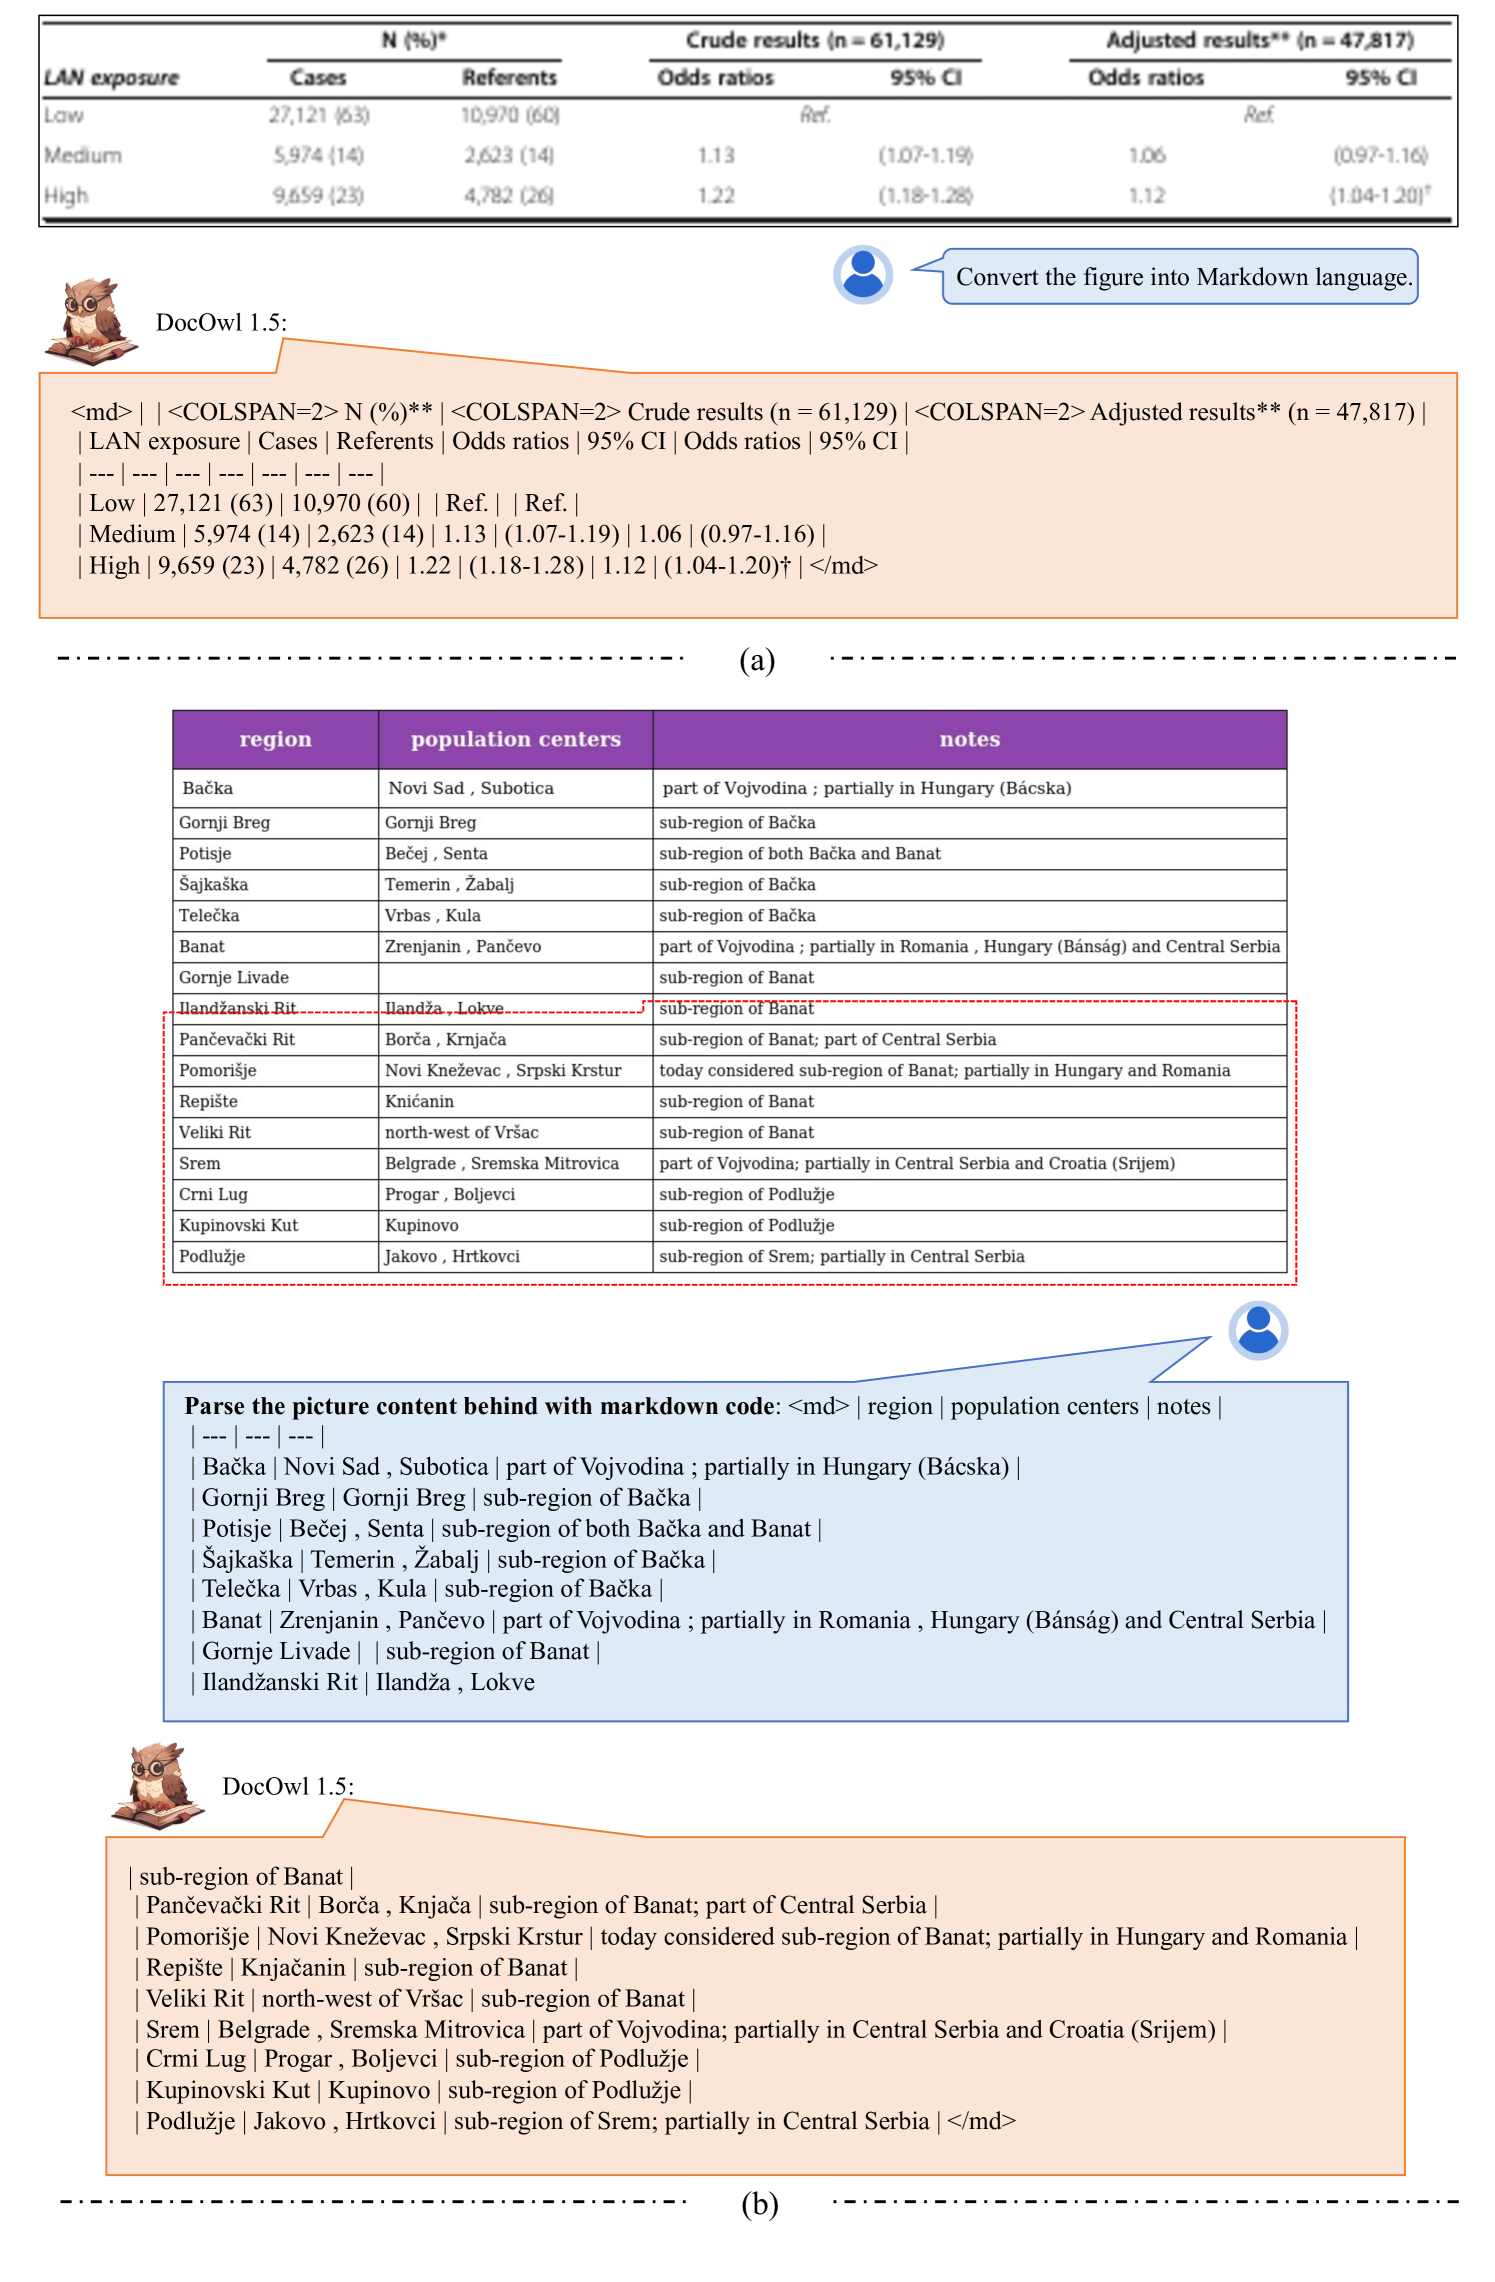 N (%)* Crude results (n = 61,129) Adjusted results** (n = 47,817)
LAN exposure Cases Referents Odds ratios 95% CI Odds ratios 95% CI
Low 27,121 (63) 10,970 (60) Ref. Ref.
Medium 5,974 (14) 2,623 (14) 1.13 (1.07-1.19) 1.06 (0.97-1.16)
High 9,659 (23) 4,782 (26) 1.22 (1.18-1.28) 1.12 (1.04-1.20)†
Convert the figure into Markdown language.
DocOwl 1.5:
<md> | | <COLSPAN=2> N (%)** | <COLSPAN=2> Crude results (n = 61,129) | <COLSPAN=2> Adjusted results** (n = 47,817) |
| LAN exposure | Cases | Referents | Odds ratios | 95% CI | Odds ratios | 95% CI |
| --- | --- | --- | --- | --- | --- | --- |
| Low | 27,121 (63) | 10,970 (60) | | Ref. | | Ref. |
| Medium | 5,974 (14) | 2,623 (14) | 1.13 | (1.07-1.19) | 1.06 | (0.97-1.16) |
| High | 9,659 (23) | 4,782 (26) | 1.22 | (1.18-1.28) | 1.12 | (1.04-1.20)† | </md>
(a)
region population centers notes
Bačka Novi Sad , Subotica part of Vojvodina ; partially in Hungary (Bácska)
Gornji Breg Gornji Breg sub-region of Bačka
Potisje Bečej , Senta sub-region of both Bačka and Banat
Šajkaška Temerin , Žabalj sub-region of Bačka
Telečka Vrbas , Kula sub-region of Bačka
Banat Zrenjanin , Pančevo part of Vojvodina ; partially in Romania , Hungary (Bánság) and Central Serbia
Gornje Livade sub-region of Banat
Ilandžanski Rit Ilandža , Lokve sub-region of Banat
Pančevački Rit Borča , Krnjača sub-region of Banat; part of Central Serbia
Pomorišje Novi Kneževac , Srpski Krstur today considered sub-region of Banat; partially in Hungary and Romania
Repište Knićanin sub-region of Banat
Veliki Rit north-west of Vršac sub-region of Banat
Srem Belgrade , Sremska Mitrovica part of Vojvodina; partially in Central Serbia and Croatia (Srijem)
Crni Lug Progar , Boljevci sub-region of Podlužje
Kupinovski Kut Kupinovo sub-region of Podlužje
Podlužje Jakovo , Hrtkovci sub-region of Srem; partially in Central Serbia
Parse the picture content behind with markdown code: <md> | region | population centers | notes |
| --- | --- | --- |
| Bačka | Novi Sad , Subotica | part of Vojvodina ; partially in Hungary (Bácska) |
| Gornji Breg | Gornji Breg | sub-region of Bačka |
| Potisje | Bečej , Senta | sub-region of both Bačka and Banat |
| Šajkaška | Temerin , Žabalj | sub-region of Bačka |
| Telečka | Vrbas , Kula | sub-region of Bačka |
| Banat | Zrenjanin , Pančevo | part of Vojvodina ; partially in Romania , Hungary (Bánság) and Central Serbia |
| Gornje Livade | | sub-region of Banat |
| Ilandžanski Rit | Ilandža , Lokve
DocOwl 1.5:
| sub-region of Banat |
| Pančevački Rit | Borča , Knjača | sub-region of Banat; part of Central Serbia |
| Pomorišje | Novi Kneževac , Srpski Krstur | today considered sub-region of Banat; partially in Hungary and Romania |
| Repište | Knjačanin | sub-region of Banat |
| Veliki Rit | north-west of Vršac | sub-region of Banat |
| Srem | Belgrade , Sremska Mitrovica | part of Vojvodina; partially in Central Serbia and Croatia (Srijem) |
| Crmi Lug | Progar , Boljevci | sub-region of Podlužje |
| Kupinovski Kut | Kupinovo | sub-region of Podlužje |
| Podlužje | Jakovo , Hrtkovci | sub-region of Srem; partially in Central Serbia | </md>
(b)